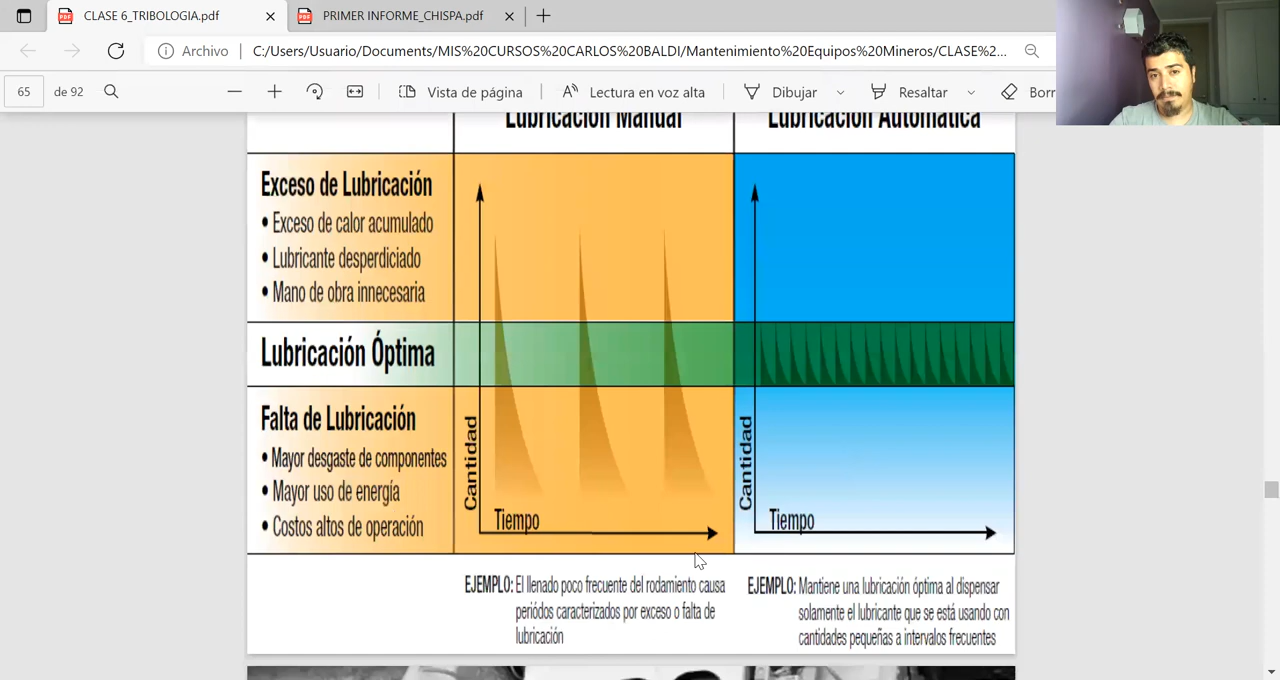 CLASE 6_TRIBOLOGIA.pdf
PRIMER INFORME_CHISPA.pdf
Archivo
C:/Users/Usuario/Documents/MIS%20CURSOS%20CARLOS%20BALDI/Mantenimiento%20Equipos%20Mineros/CLASE%2...
65 de 92
Vista de página
Lectura en voz alta
Dibujar
Resaltar
Borr
Lubricación Manual
Lubricación Automática
Exceso de Lubricación
• Exceso de calor acumulado
• Lubricante desperdiciado
• Mano de obra innecesaria
Lubricación Óptima
Falta de Lubricación
• Mayor desgaste de componentes
• Mayor uso de energía
• Costos altos de operación
Cantidad
Tiempo
Cantidad
Tiempo
EJEMPLO: El llenado poco frecuente del rodamiento causa
periódos caracterizados por exceso o falta de
lubricación
EJEMPLO: Mantiene una lubricación óptima al dispensar
solamente el lubricante que se está usando con
cantidades pequeñas a intervalos frecuentes